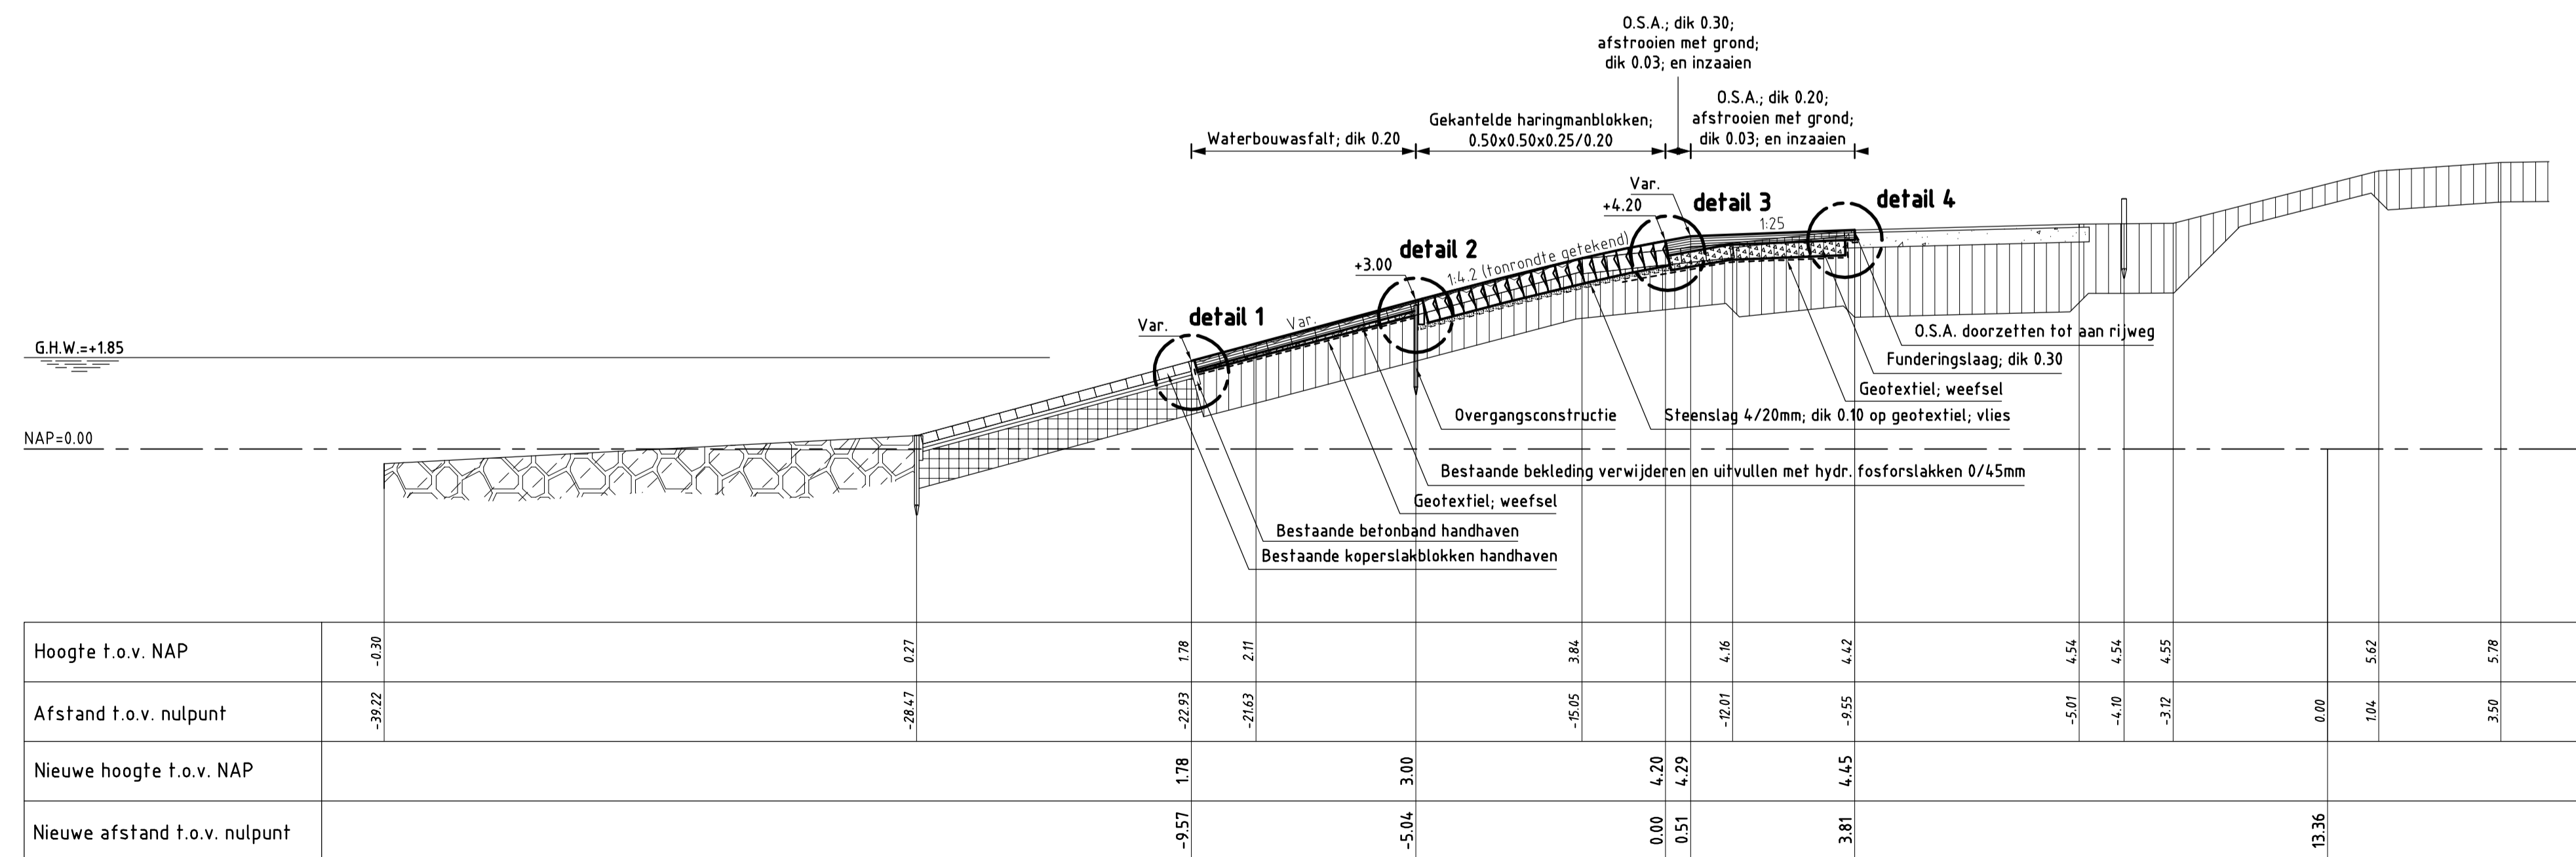 O.S.A.; dik 0.30;
afstrooien met grond;
dik 0.03; en inzaaien
O.S.A.; dik 0.20;
afstrooien met grond;
dik 0.03; en inzaaien
Gekantelde haringmanblokken;
0.50x0.50x0.25/0.20
Waterbouwasfalt; dik 0.20
Var.
+4.20
detail 3
detail 4
1:25
1:4.2 (tonrondte getekend)
detail 2
+3.00
detail 1
Var.
Var.
G.H.W.=+1.85
NAP=0.00
O.S.A. doorzetten tot aan rijweg
Funderingslaag; dik 0.30
Geotextiel; weefsel
Steenslag 4/20mm; dik 0.10 op geotextiel; vlies
Overgangsconstructie
Bestaande bekleding verwijderen en uitvullen met hydr. fosforslakken 0/45mm
Geotextiel; weefsel
Bestaande betonband handhaven
Bestaande koperslakblokken handhaven
Hoogte t.o.v. NAP -0.30 0.27 1.78 2.11 3.84 4.16 4.42 4.54 4.54 4.55 5.62 5.78
Afstand t.o.v. nulpunt -39.22 -28.47 -22.93 -21.63 -15.05 -12.01 -9.55 -5.01 -4.10 -3.12 0.00 1.04 3.50
Nieuwe hoogte t.o.v. NAP 1.78 3.00 4.20 4.29 4.45
Nieuwe afstand t.o.v. nulpunt -9.57 -5.04 0.00 0.51 3.81 13.36